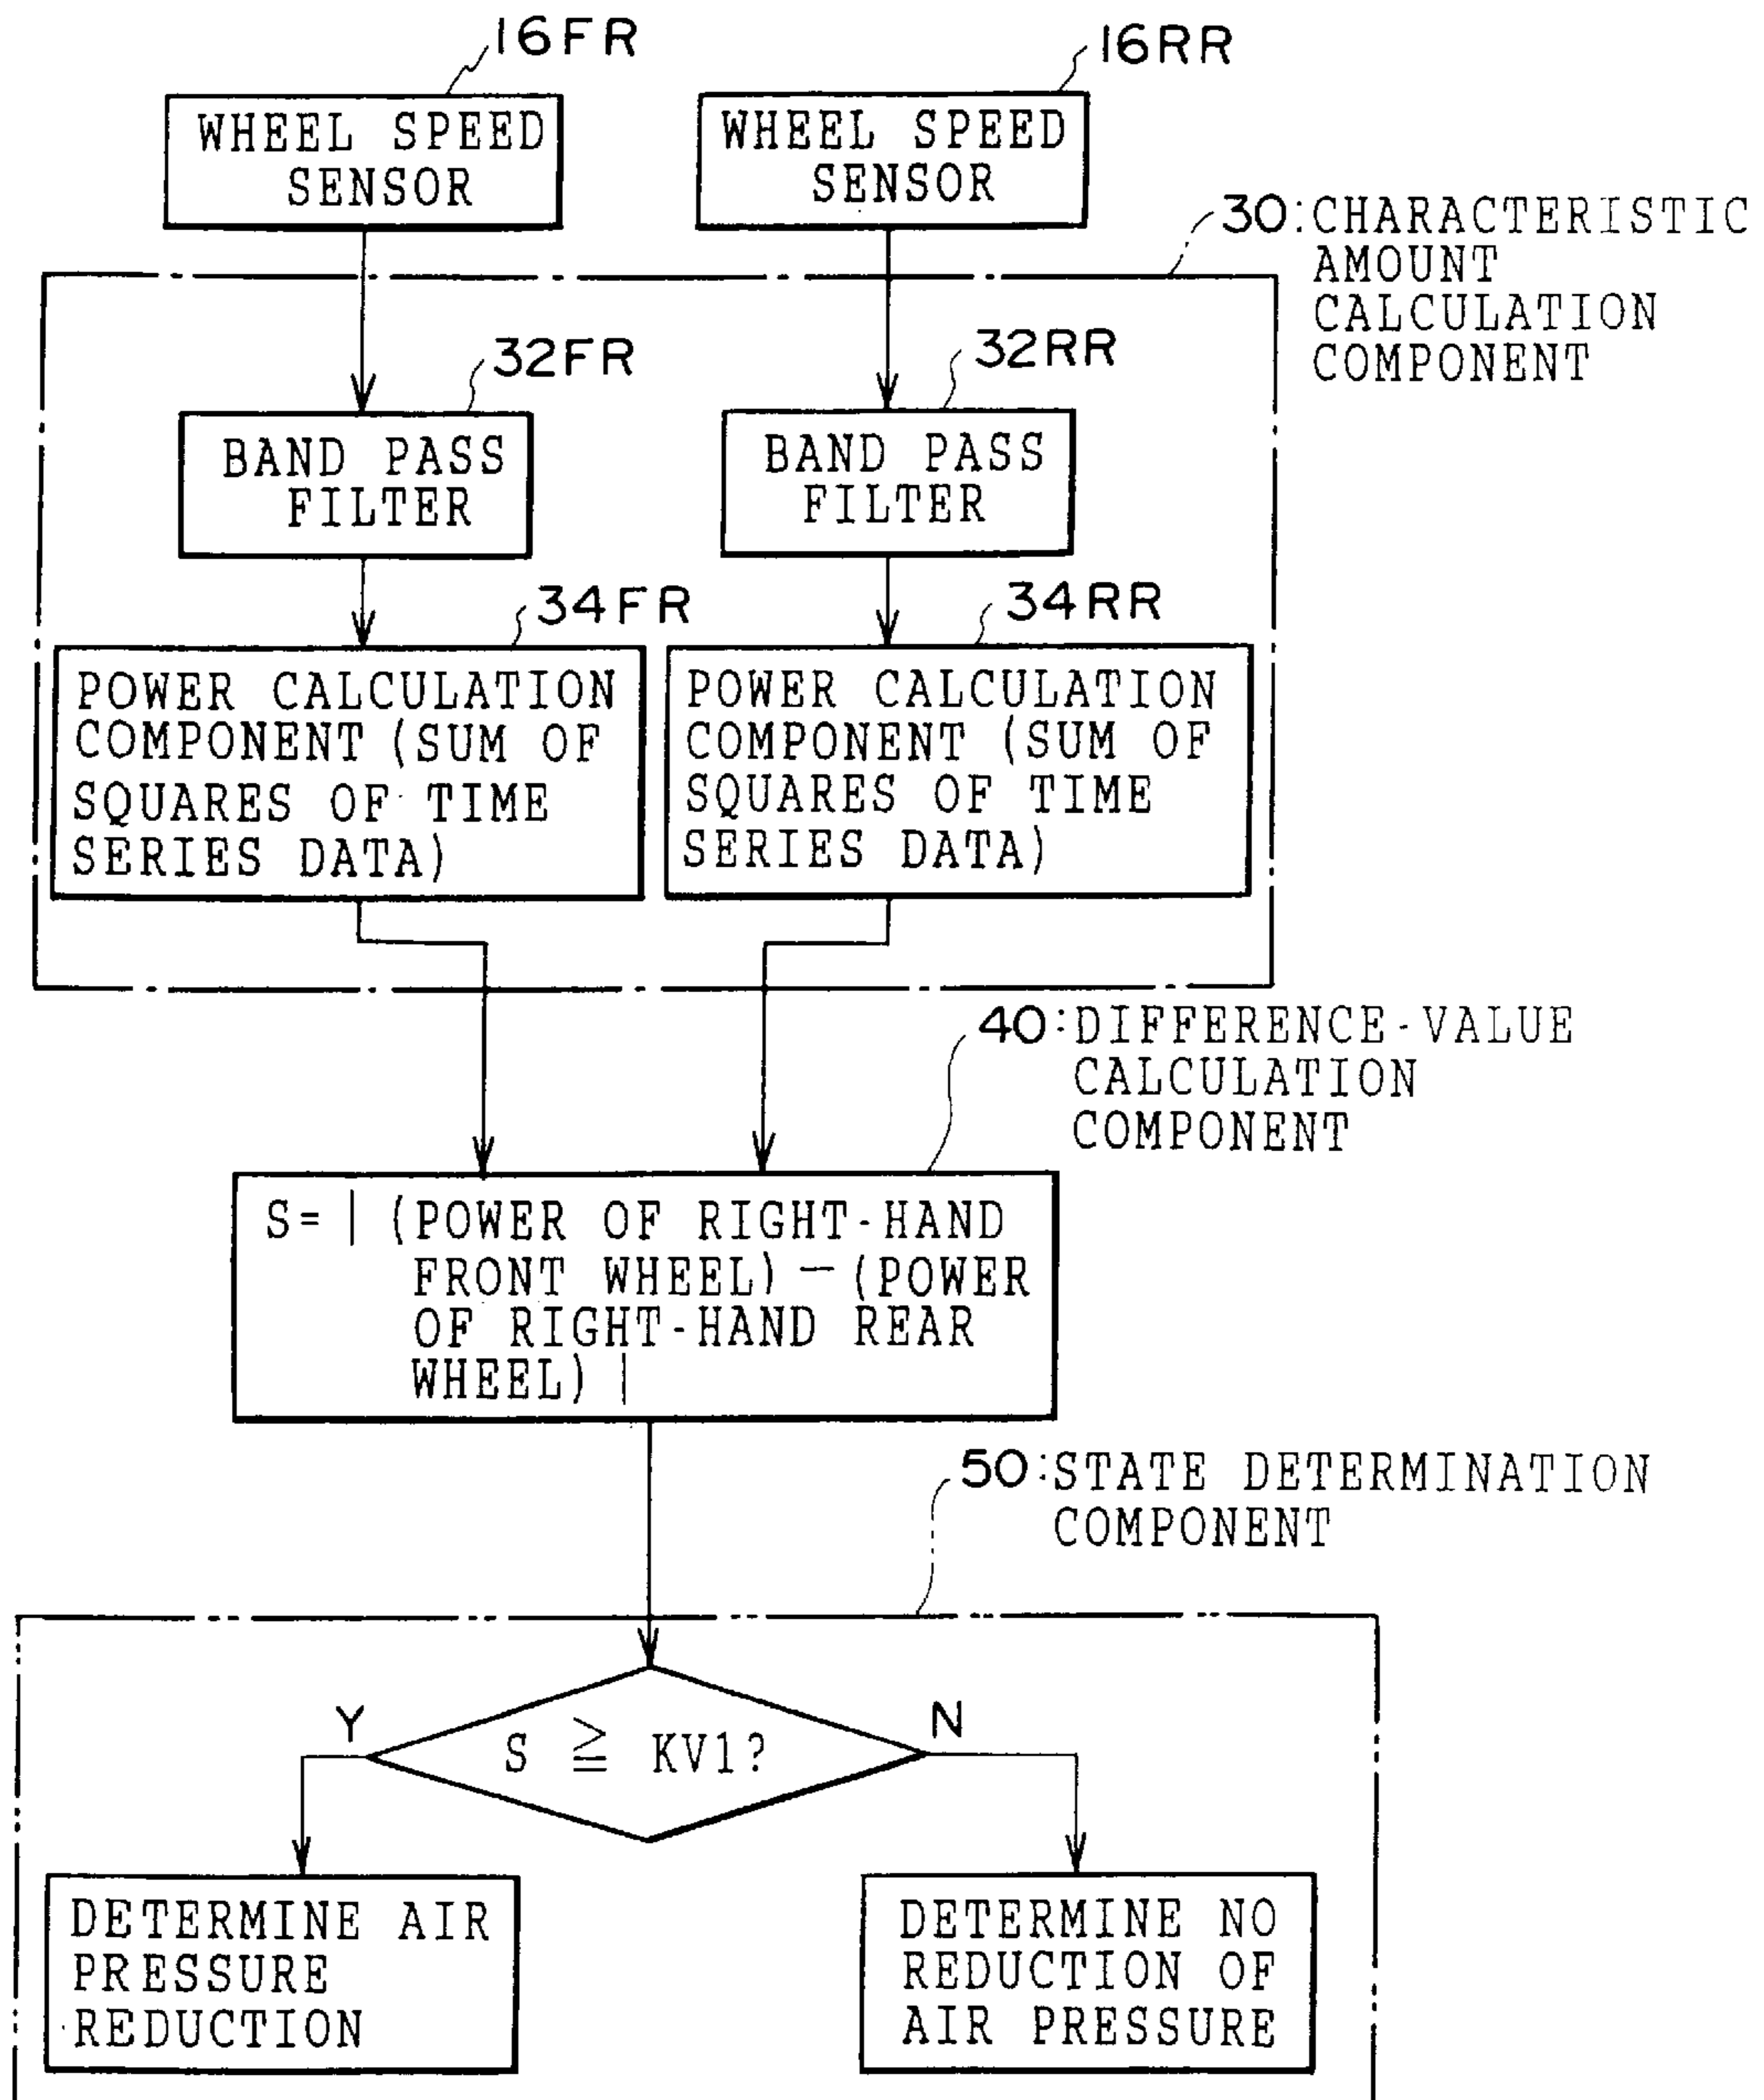 16FR
16RR
WHEEL SPEED
SENSOR
WHEEL SPEED
SENSOR
30:CHARACTERISTIC
AMOUNT
CALCULATION
COMPONENT
32FR
32RR
BAND PASS
FILTER
BAND PASS
FILTER
34FR
34RR
POWER CALCULATION
COMPONENT (SUM OF
SQUARES OF TIME
SERIES DATA)
POWER CALCULATION
COMPONENT (SUM OF
SQUARES OF TIME
SERIES DATA)
40:DIFFERENCE-VALUE
CALCULATION
COMPONENT
S= | (POWER OF RIGHT-HAND
FRONT WHEEL) — (POWER
OF RIGHT-HAND REAR
WHEEL) |
50:STATE DETERMINATION
COMPONENT
Y
N
S ≧ KV1?
DETERMINE AIR
PRESSURE
REDUCTION
DETERMINE NO
REDUCTION OF
AIR PRESSURE